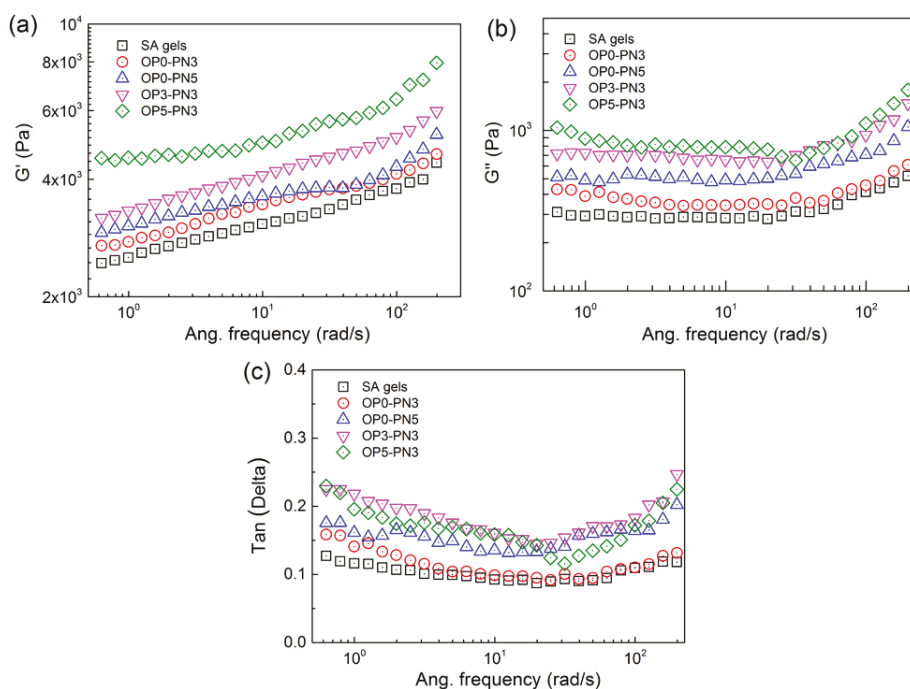 (a)
10⁴
8x10³
6x10³
4x10³
2x10³
G' (Pa)
SA gels
OP0-PN3
OP0-PN5
OP3-PN3
OP5-PN3
10⁰ 10¹ 10²
Ang. frequency (rad/s)
(b)
10³
10²
G'' (Pa)
SA gels
OP0-PN3
OP0-PN5
OP3-PN3
OP5-PN3
10⁰ 10¹ 10²
Ang. frequency (rad/s)
(c)
0.4
0.3
0.2
0.1
0.0
Tan (Delta)
SA gels
OP0-PN3
OP0-PN5
OP3-PN3
OP5-PN3
10⁰ 10¹ 10²
Ang. frequency (rad/s)